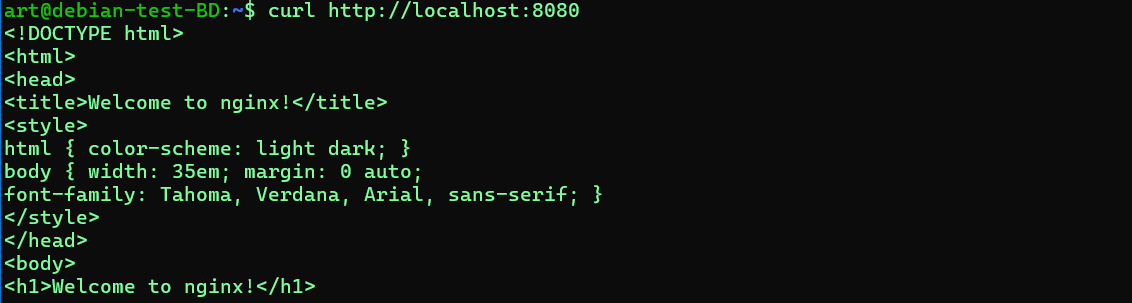 art@debian-test-BD:~$ curl http://localhost:8080
<!DOCTYPE html>
<html>
<head>
<title>Welcome to nginx!</title>
<style>
html { color-scheme: light dark; }
body { width: 35em; margin: 0 auto;
font-family: Tahoma, Verdana, Arial, sans-serif; }
</style>
</head>
<body>
<h1>Welcome to nginx!</h1>